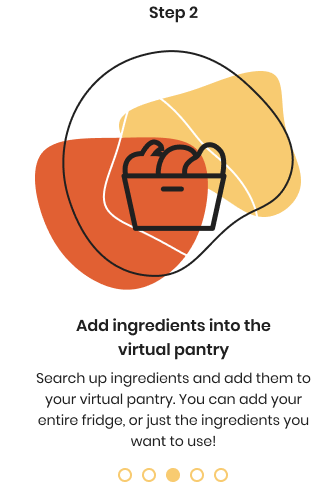 Step 2
Add ingredients into the
virtual pantry
Search up ingredients and add them to
your virtual pantry. You can add your
entire fridge, or just the ingredients you
want to use!